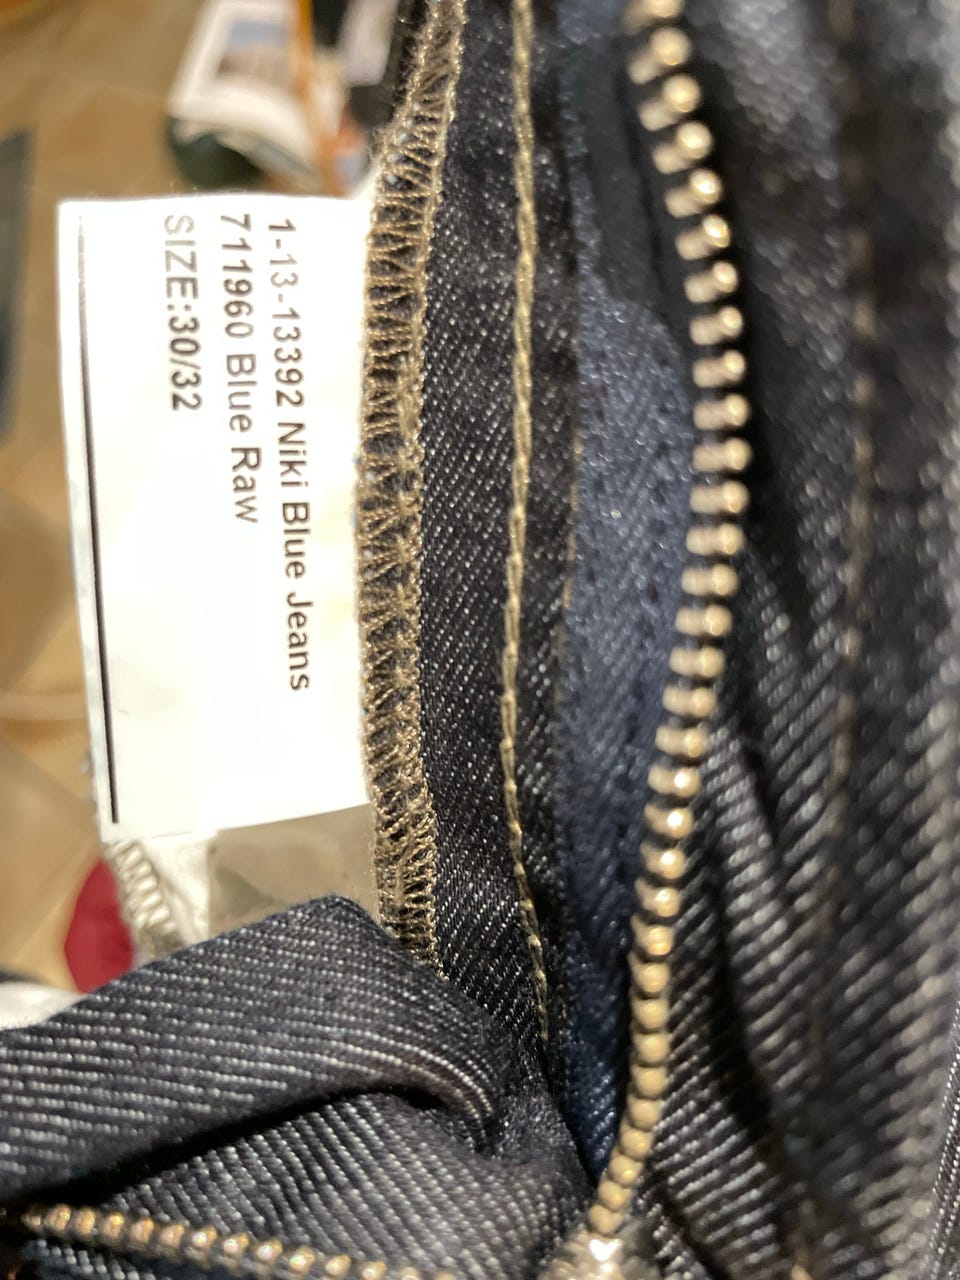 1-13-13392 Niki Blue Jeans
711960 Blue Raw
SIZE:30/32